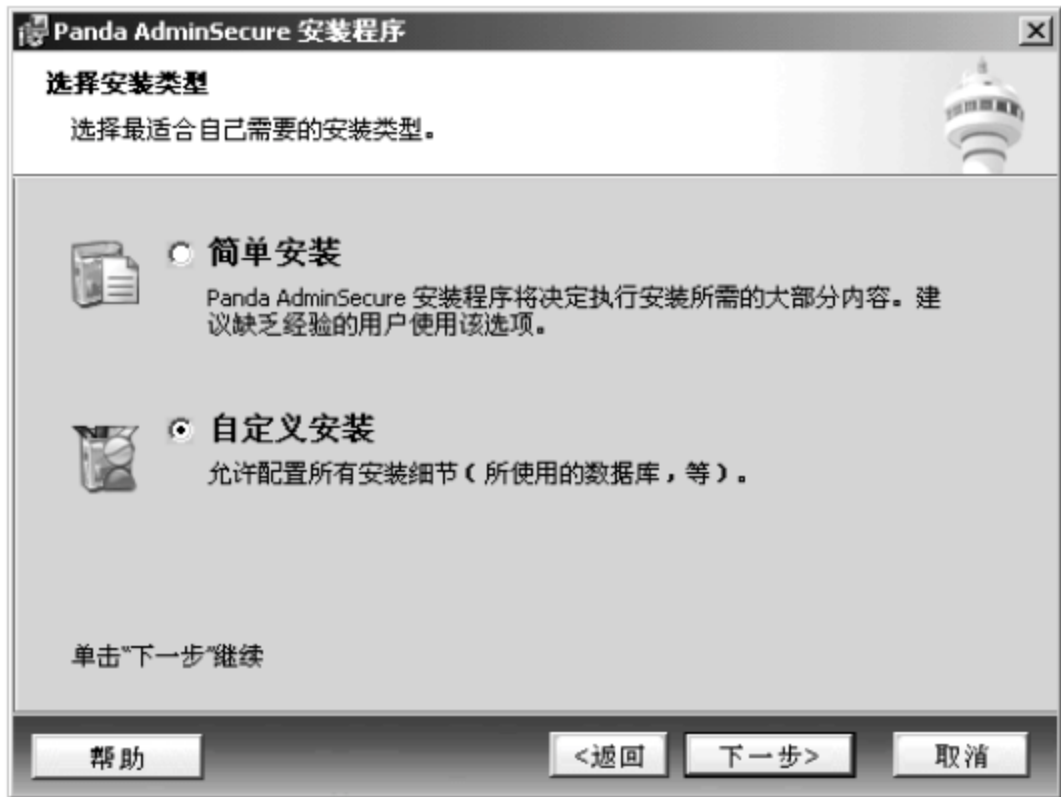 Panda AdminSecure 安装程序
选择安装类型
选择最适合自己需要的安装类型。
简单安装
Panda AdminSecure 安装程序将决定执行安装所需的大部分内容。建
议缺乏经验的用户使用该选项。
自定义安装
允许配置所有安装细节（所使用的数据库，等）。
单击"下一步"继续
帮助
<返回
下一步>
取消